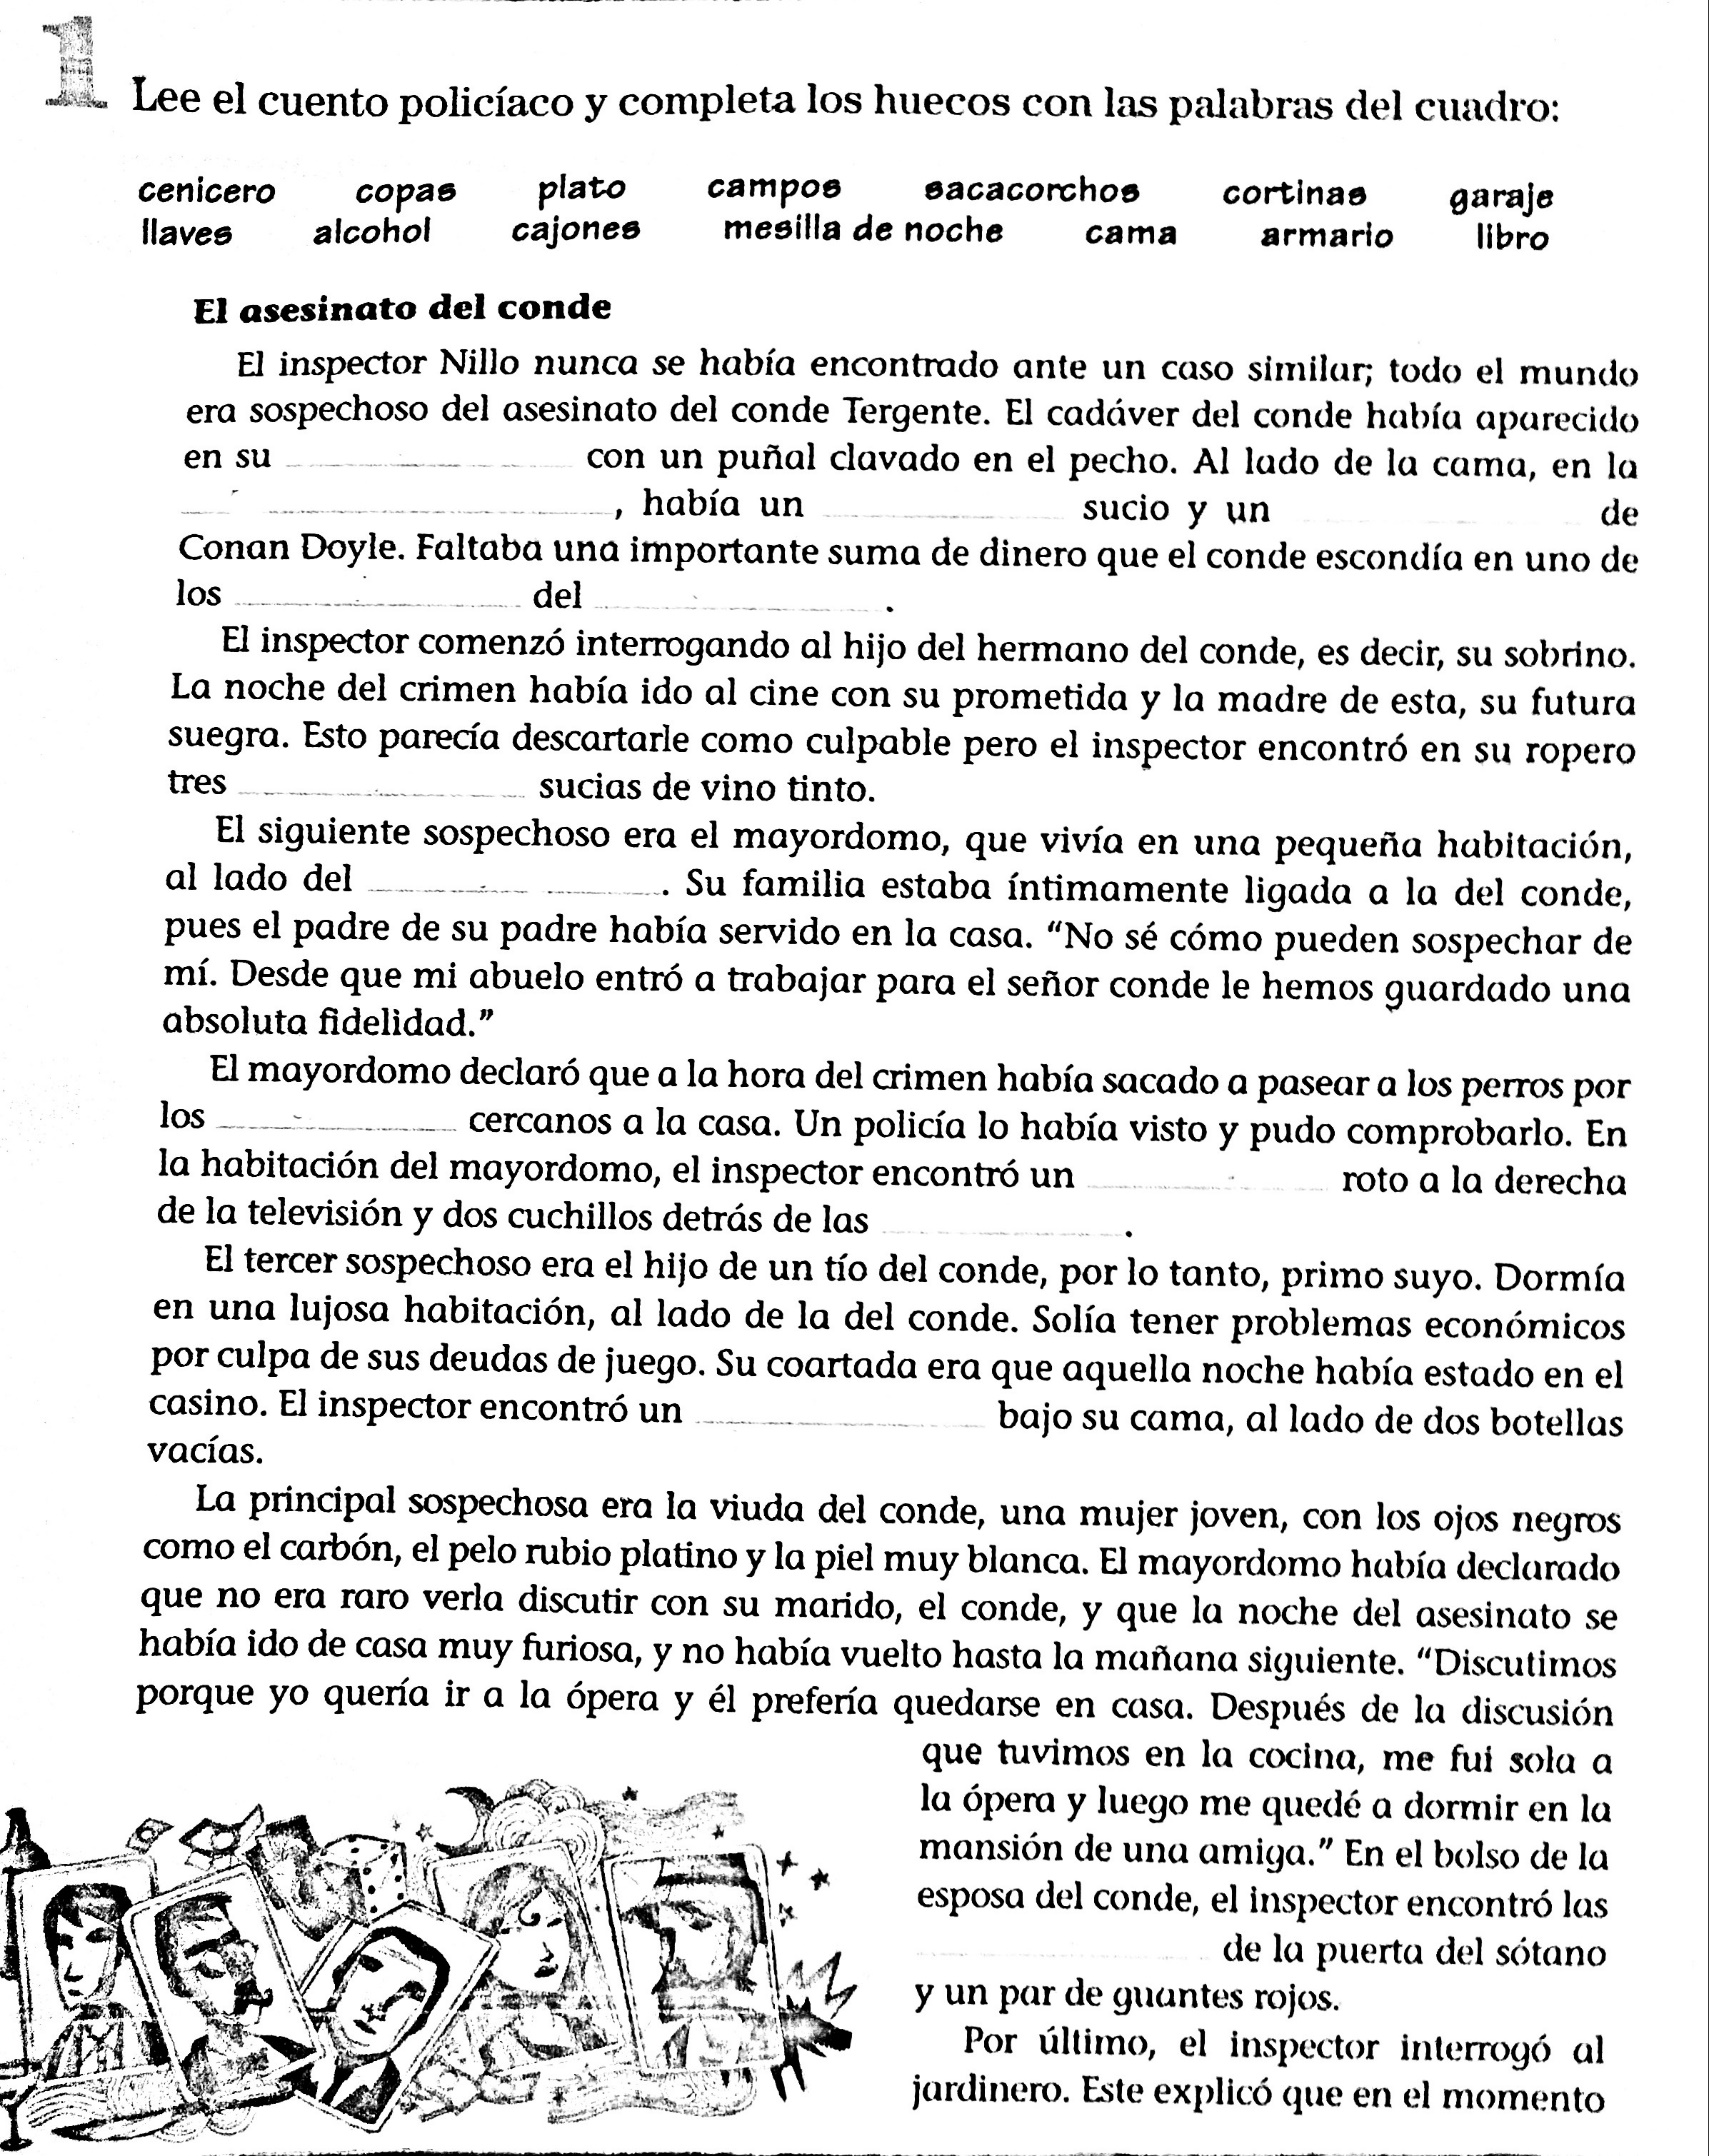 1
Lee el cuento policíaco y completa los huecos con las palabras del cuadro:
cenicero copas plato campos sacacorchos cortinas garaje
llaves alcohol cajones mesilla de noche cama armario libro
El asesinato del conde
El inspector Nillo nunca se había encontrado ante un caso similar; todo el mundo
era sospechoso del asesinato del conde Tergente. El cadáver del conde había aparecido
en su con un puñal clavado en el pecho. Al lado de la cama, en la
, había un sucio y un de
Conan Doyle. Faltaba una importante suma de dinero que el conde escondía en uno de
los del .
El inspector comenzó interrogando al hijo del hermano del conde, es decir, su sobrino.
La noche del crimen había ido al cine con su prometida y la madre de esta, su futura
suegra. Esto parecía descartarle como culpable pero el inspector encontró en su ropero
tres sucias de vino tinto.
El siguiente sospechoso era el mayordomo, que vivía en una pequeña habitación,
al lado del . Su familia estaba íntimamente ligada a la del conde,
pues el padre de su padre había servido en la casa. “No sé cómo pueden sospechar de
mí. Desde que mi abuelo entró a trabajar para el señor conde le hemos guardado una
absoluta fidelidad.”
El mayordomo declaró que a la hora del crimen había sacado a pasear a los perros por
los cercanos a la casa. Un policía lo había visto y pudo comprobarlo. En
la habitación del mayordomo, el inspector encontró un roto a la derecha
de la televisión y dos cuchillos detrás de las .
El tercer sospechoso era el hijo de un tío del conde, por lo tanto, primo suyo. Dormía
en una lujosa habitación, al lado de la del conde. Solía tener problemas económicos
por culpa de sus deudas de juego. Su coartada era que aquella noche había estado en el
casino. El inspector encontró un bajo su cama, al lado de dos botellas
vacías.
La principal sospechosa era la viuda del conde, una mujer joven, con los ojos negros
como el carbón, el pelo rubio platino y la piel muy blanca. El mayordomo había declarado
que no era raro verla discutir con su marido, el conde, y que la noche del asesinato se
había ido de casa muy furiosa, y no había vuelto hasta la mañana siguiente. “Discutimos
porque yo quería ir a la ópera y él prefería quedarse en casa. Después de la discusión
que tuvimos en la cocina, me fui sola a
la ópera y luego me quedé a dormir en la
mansión de una amiga.” En el bolso de la
esposa del conde, el inspector encontró las
de la puerta del sótano
y un par de guantes rojos.
Por último, el inspector interrogó al
jardinero. Este explicó que en el momento